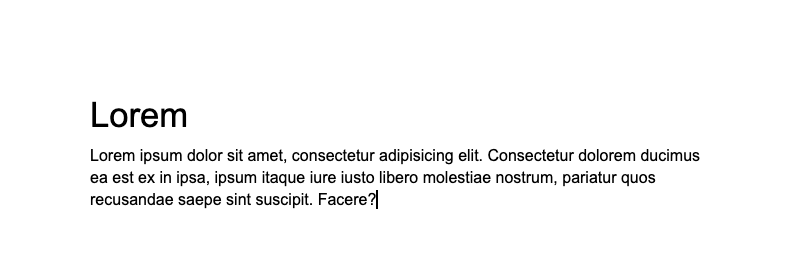 Lorem
Lorem ipsum dolor sit amet, consectetur adipisicing elit. Consectetur dolorem ducimus
ea est ex in ipsa, ipsum itaque iure iusto libero molestiae nostrum, pariatur quos
recusandae saepe sint suscipit. Facere?